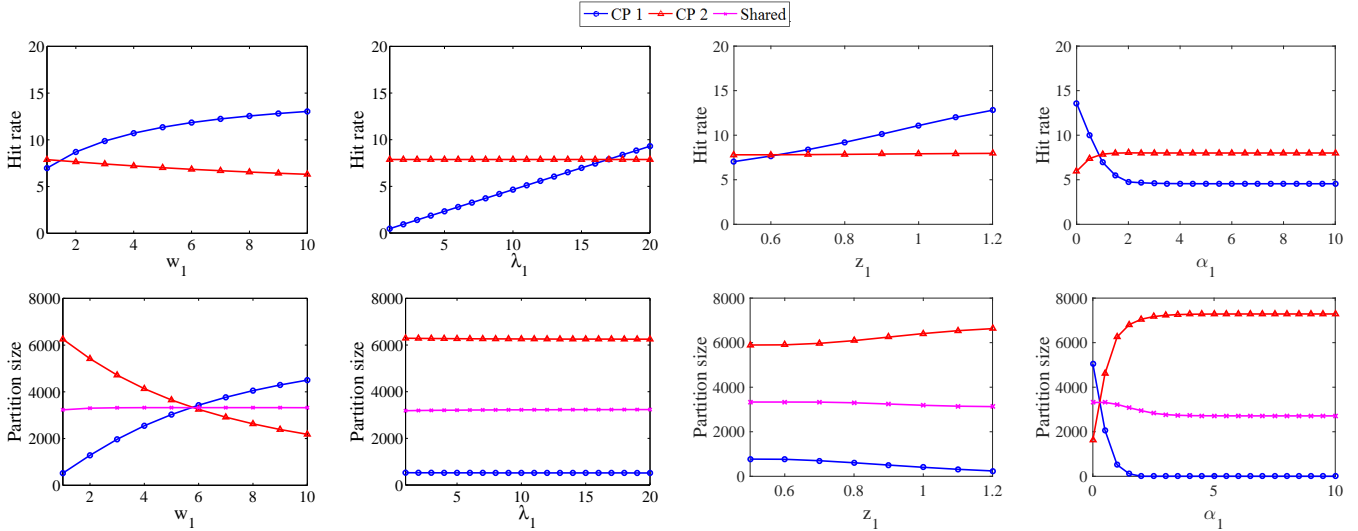 CP 1 CP 2 Shared
20 15 10 5 0
Hit rate
2 4 6 8 10
w1
20 15 10 5 0
Hit rate
5 10 15 20
λ1
20 15 10 5 0
Hit rate
0.6 0.8 1 1.2
z1
20 15 10 5 0
Hit rate
0 2 4 6 8 10
α1
8000 6000 4000 2000 0
Partition size
2 4 6 8 10
w1
8000 6000 4000 2000 0
Partition size
5 10 15 20
λ1
8000 6000 4000 2000 0
Partition size
0.6 0.8 1 1.2
z1
8000 6000 4000 2000 0
Partition size
0 5 10
α1